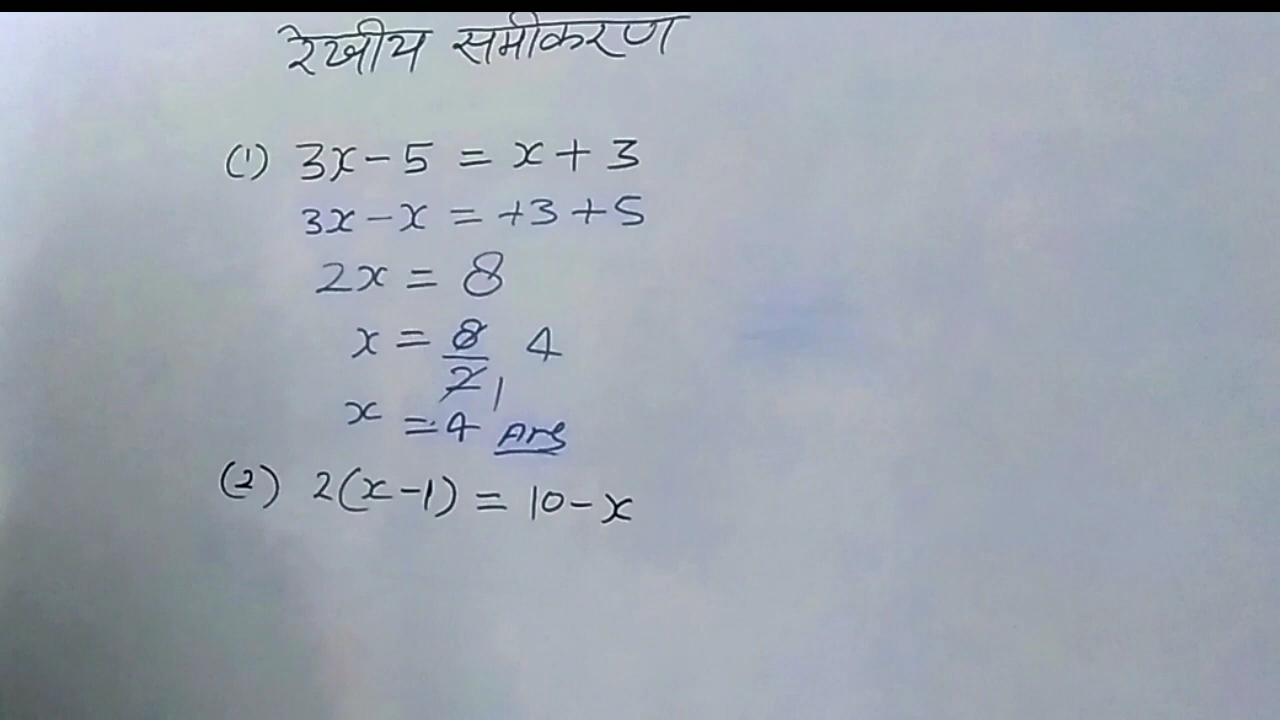 रेखीय समीकरण
(1) 3x - 5 = x + 3
3x - x = +3 + 5
2x = 8
x = 8/2 4 1
x = 4 Ans
(2) 2(x - 1) = 10 - x